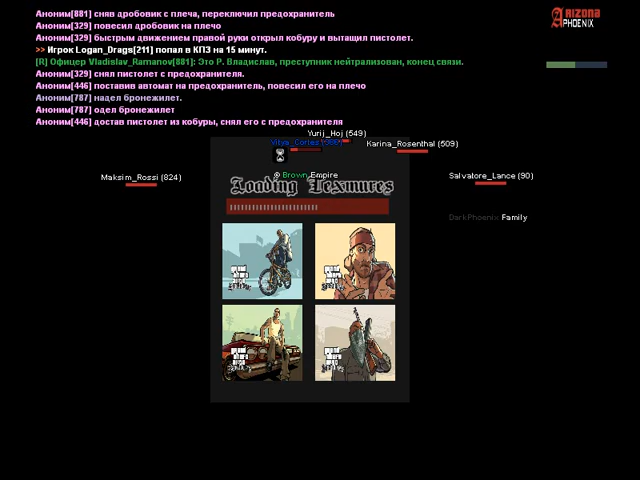 Аноним[881] сняв дробовик с плеча, переключил предохранитель
Аноним[329] повесил дробовик на плечо
Аноним[329] быстрым движением правой руки открыл кобуру и вытащил пистолет.
>> Игрок Logan_Drags[211] попал в КПЗ на 15 минут.
[R] Офицер Vladislav_Ramanov[881]: Это Р. Владислав, преступник нейтрализован, конец связи.
Аноним[329] снял пистолет с предохранителя.
Аноним[446] поставив автомат на предохранитель, повесил его на плечо
Аноним[787] надел бронежилет.
Аноним[787] одел бронежилет
Аноним[446] достав пистолет из кобуры, снял его с предохранителя
ARIZONA
PHOENIX
Yurij_Hoj (549)
Karina_Rosenthal (509)
Maksim_Rossi (824)
Salvatore_Lance (90)
@ Brown Empire
Loading Texmures
DarkPhoenix Family